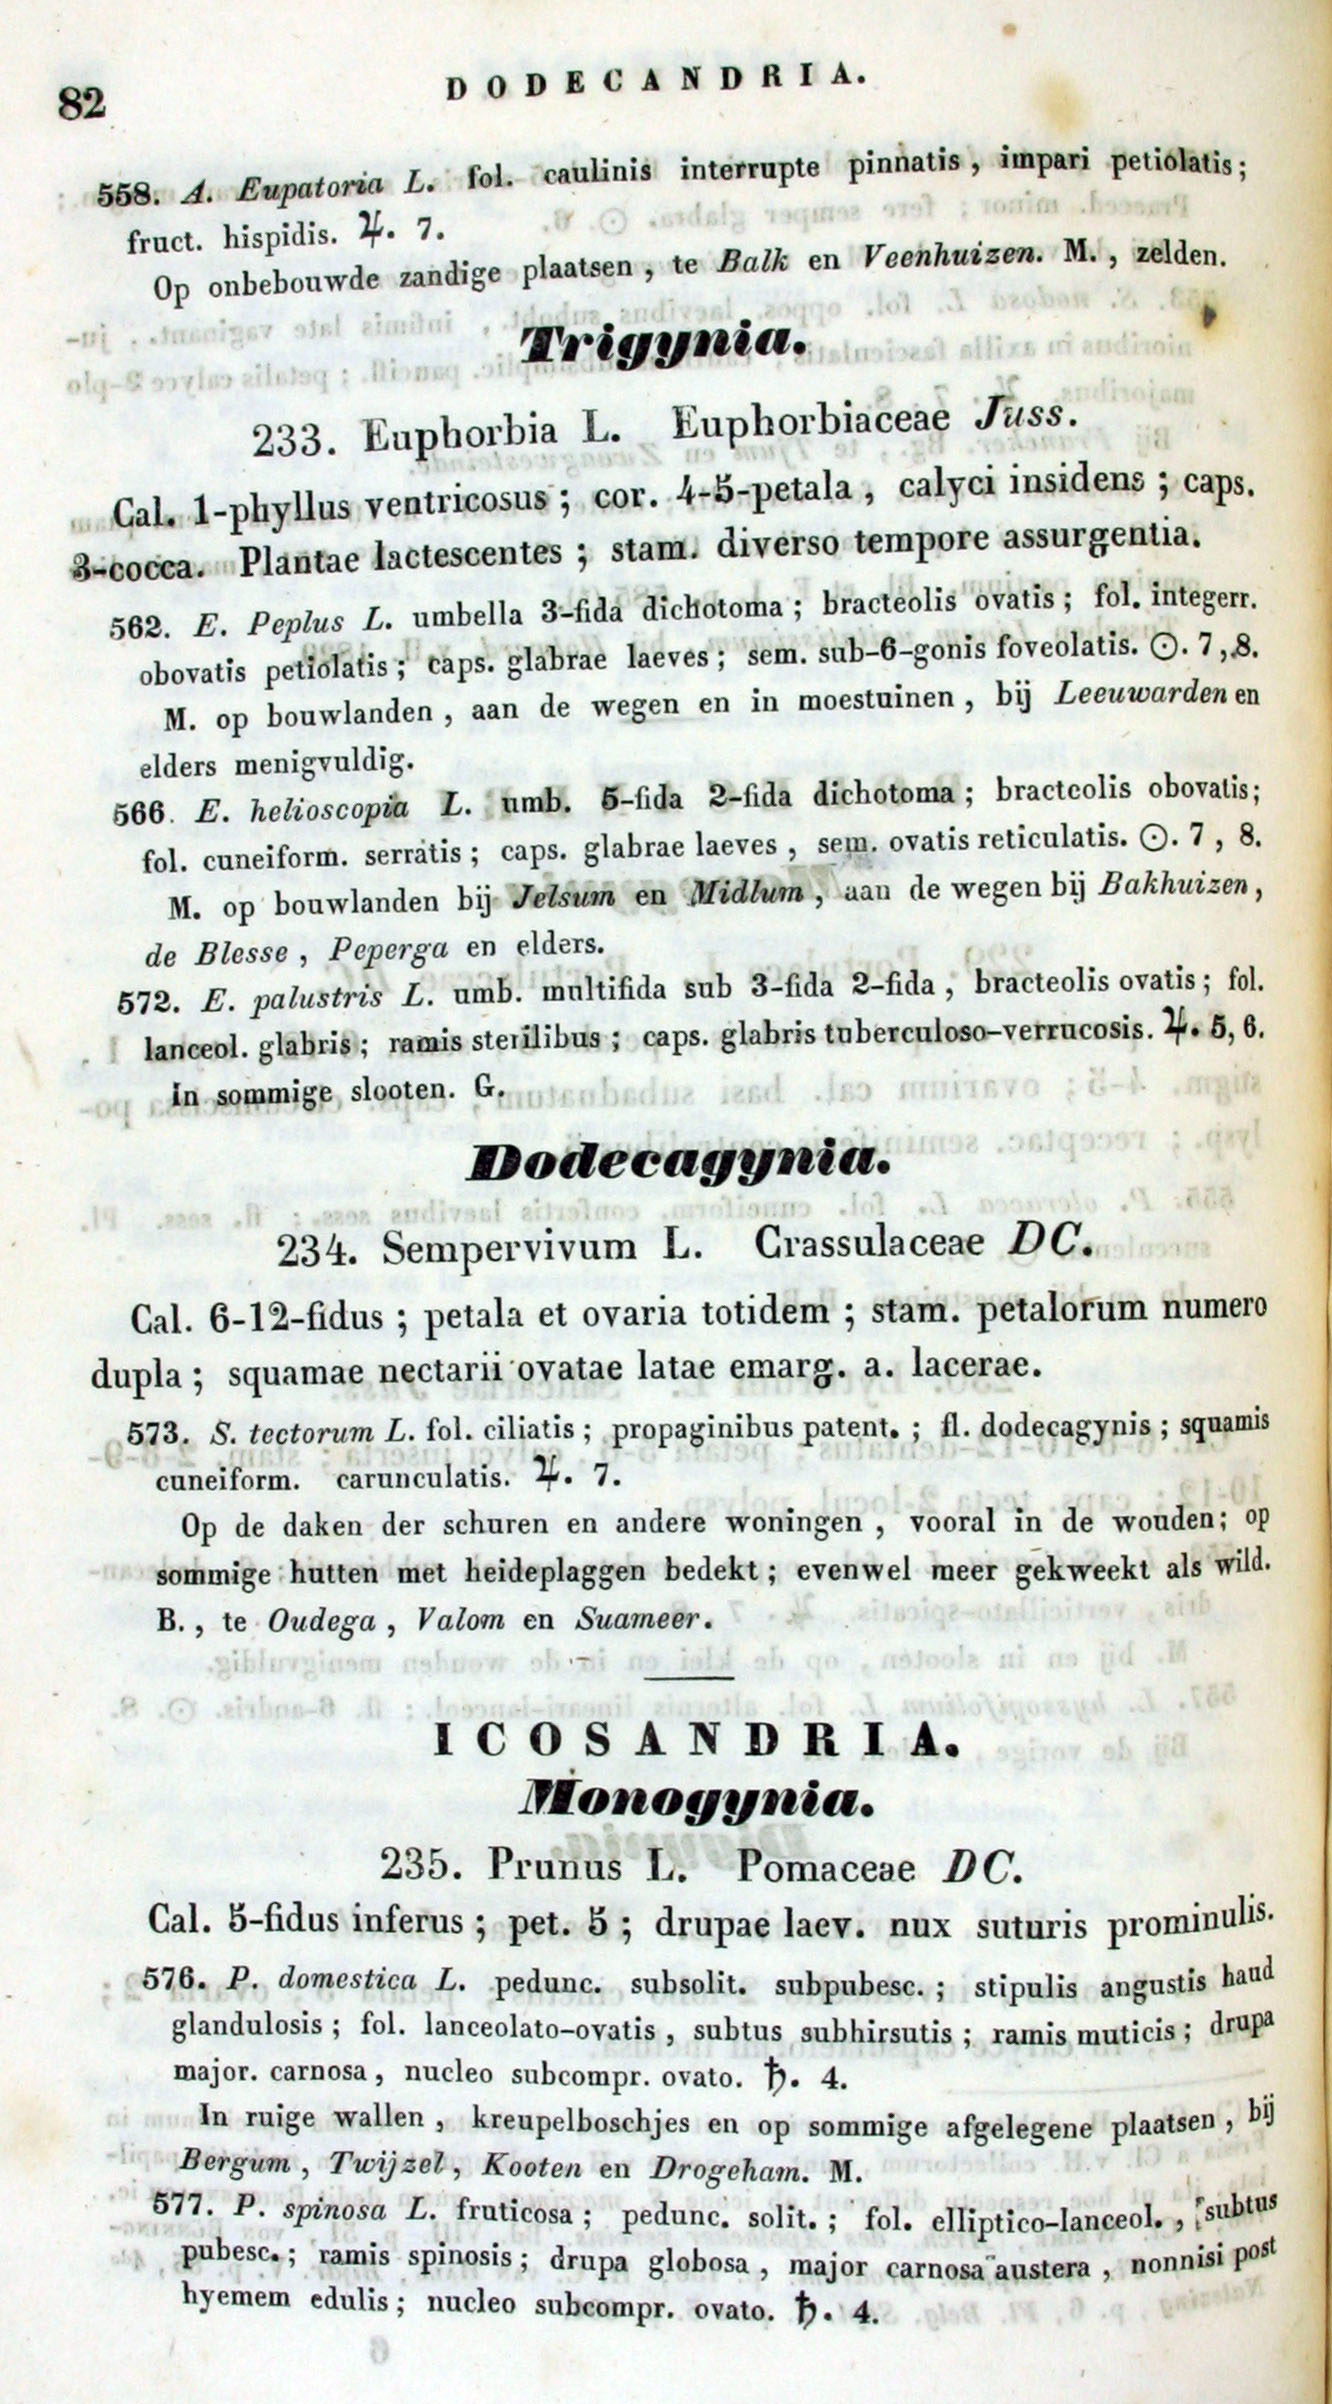 82
DODECANDRIA.
558. A. Eupatoria L. fol. caulinis interrupte pinnatis, impari petiolatis;
fruct. hispidis. ♃. 7.
Op onbebouwde zandige plaatsen, te Balk en Veenhuizen. M., zelden.
Trigynia.
233. Euphorbia L. Euphorbiaceae Juss.
Cal. 1-phyllus ventricosus; cor. 4-5-petala, calyci insidens; caps.
3-cocca. Plantae lactescentes; stam. diverso tempore assurgentia.
562. E. Peplus L. umbella 3-fida dichotoma; bracteolis ovatis; fol. integerr.
obovatis petiolatis; caps. glabrae laeves; sem. sub-6-gonis foveolatis. ☉. 7, 8.
M. op bouwlanden, aan de wegen en in moestuinen, bij Leeuwarden en
elders menigvuldig.
566. E. helioscopia L. umb. 5-fida 2-fida dichotoma; bracteolis obovatis;
fol. cuneiform. serratis; caps. glabrae laeves, sem. ovatis reticulatis. ☉. 7, 8.
M. op bouwlanden bij Jelsum en Midlum, aan de wegen bij Bakhuizen,
de Blesse, Peperga en elders.
572. E. palustris L. umb. multifida sub 3-fida 2-fida, bracteolis ovatis; fol.
lanceol. glabris; ramis sterilibus; caps. glabris tuberculoso-verrucosis. ♃. 5, 6.
In sommige slooten. G.
Dodecagynia.
234. Sempervivum L. Crassulaceae DC.
Cal. 6-12-fidus; petala et ovaria totidem; stam. petalorum numero
dupla; squamae nectarii ovatae latae emarg. a. lacerae.
573. S. tectorum L. fol. ciliatis; propaginibus patent.; fl. dodecagynis; squamis
cuneiform. carunculatis. ♃. 7.
Op de daken der schuren en andere woningen, vooral in de wouden; op
sommige hutten met heideplaggen bedekt; evenwel meer gekweekt als wild.
B., te Oudega, Valom en Suameer.
ICOSANDRIA.
Monogynia.
235. Prunus L. Pomaceae DC.
Cal. 5-fidus inferus; pet. 5; drupae laev. nux suturis prominulis.
576. P. domestica L. pedunc. subsolit. subpubesc.; stipulis angustis haud
glandulosis; fol. lanceolato-ovatis, subtus subhirsutis; ramis muticis; drupa
major. carnosa, nucleo subcompr. ovato. ♄. 4.
In ruige wallen, kreupelboschjes en op sommige afgelegene plaatsen, bij
Bergum, Twijzel, Kooten en Drogeham. M.
577. P. spinosa L. fruticosa; pedunc. solit.; fol. elliptico-lanceol., subtus
pubesc.; ramis spinosis; drupa globosa, major carnosa austera, nonnisi post
hyemem edulis; nucleo subcompr. ovato. ♄. 4.